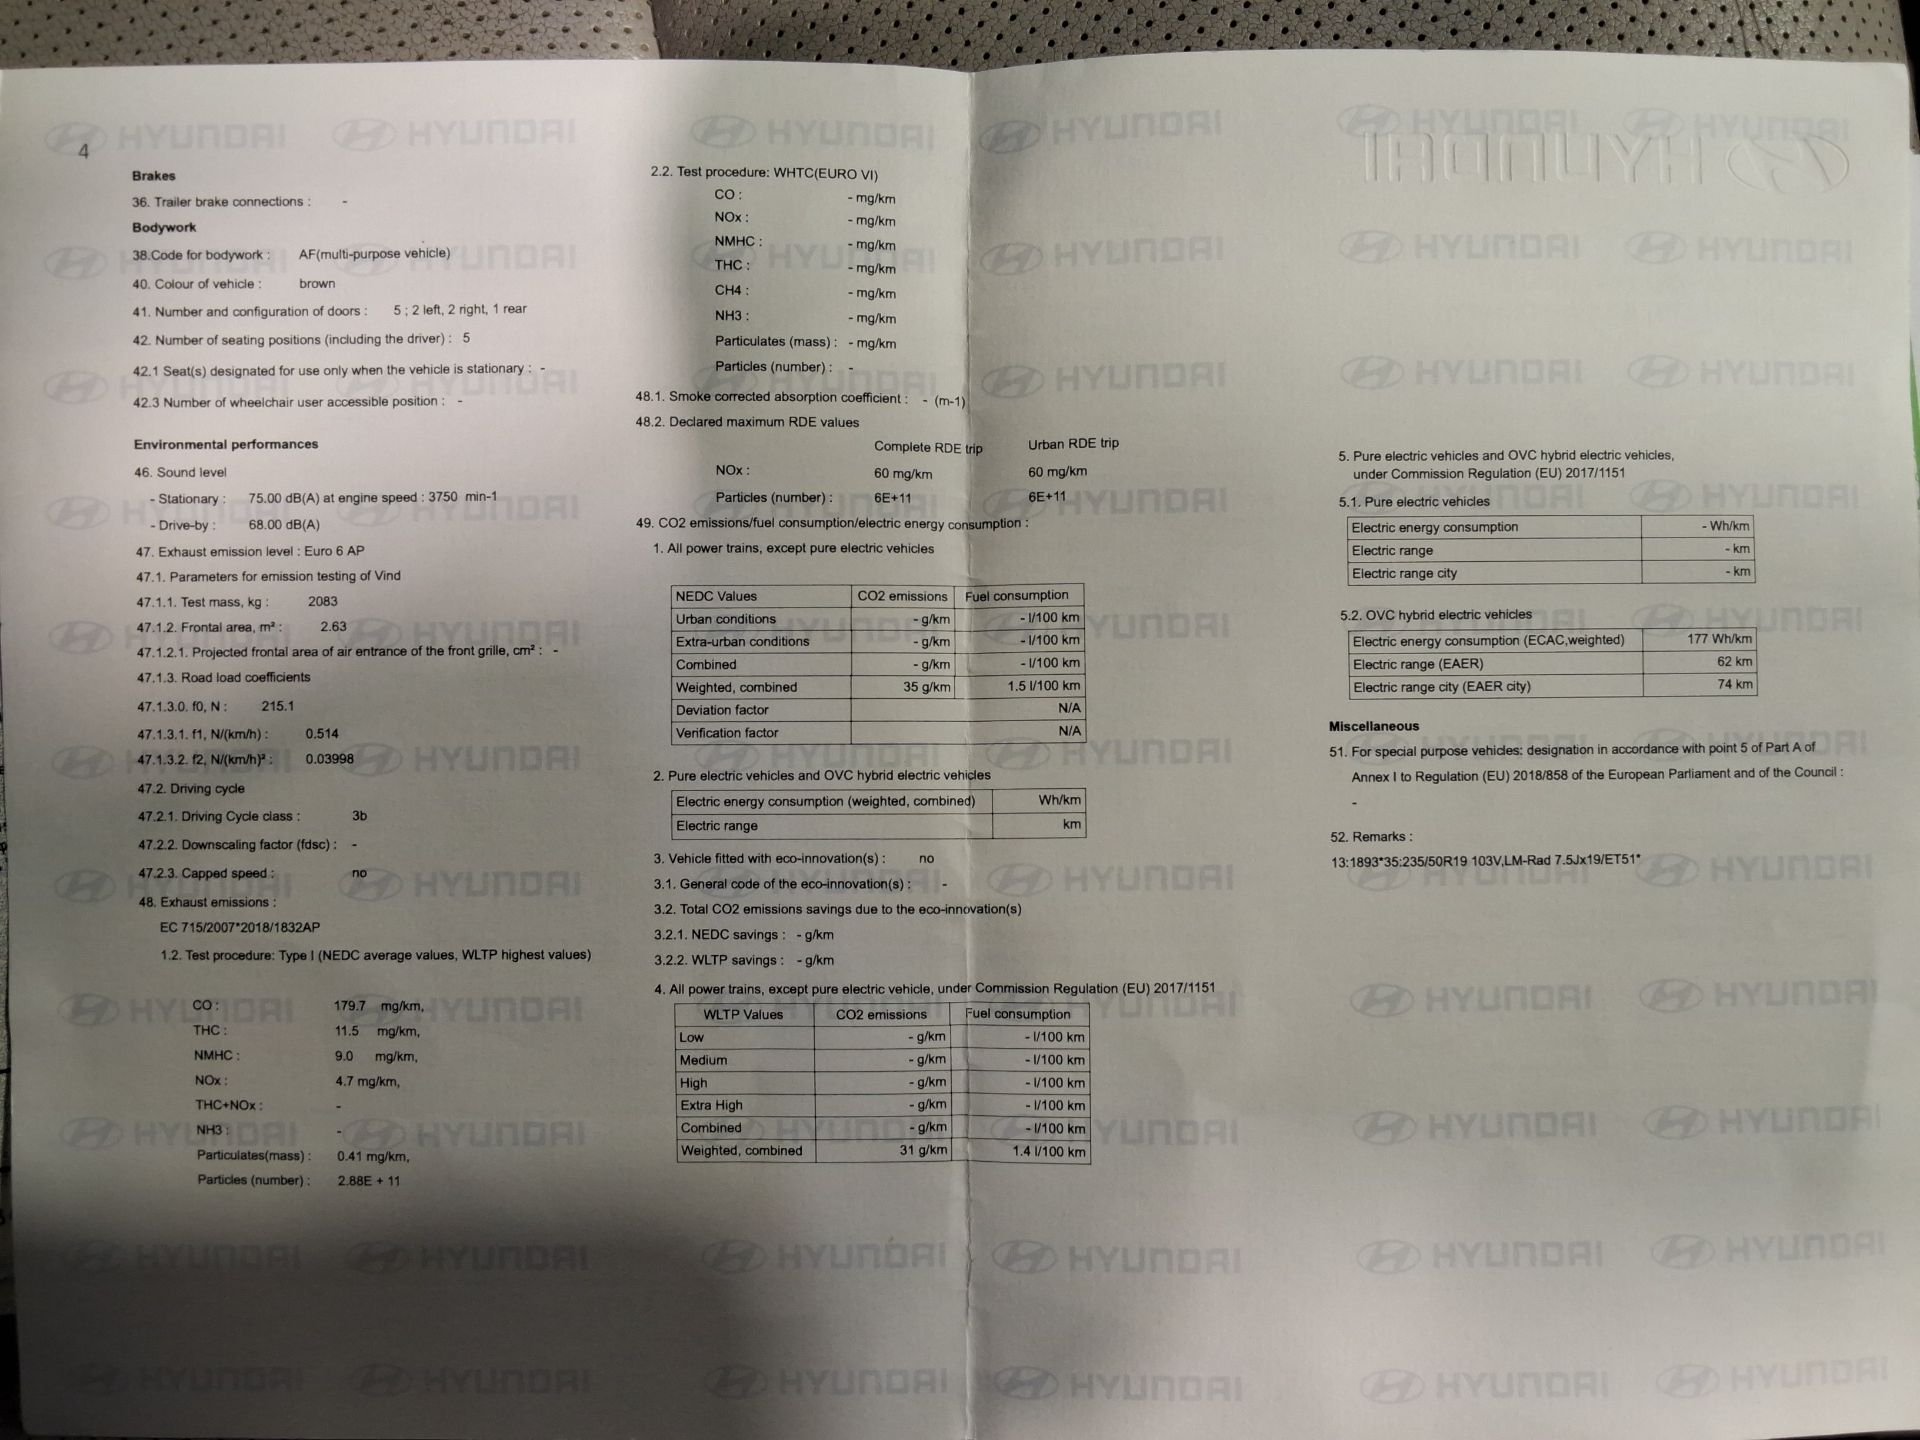 4
Brakes
36. Trailer brake connections : -
Bodywork
38.Code for bodywork : AF(multi-purpose vehicle)
40. Colour of vehicle : brown
41. Number and configuration of doors : 5 ; 2 left, 2 right, 1 rear
42. Number of seating positions (including the driver) : 5
42.1 Seat(s) designated for use only when the vehicle is stationary : -
42.3 Number of wheelchair user accessible position : -
Environmental performances
46. Sound level
- Stationary : 75.00 dB(A) at engine speed : 3750 min-1
- Drive-by : 68.00 dB(A)
47. Exhaust emission level : Euro 6 AP
47.1. Parameters for emission testing of Vind
47.1.1. Test mass, kg : 2083
47.1.2. Frontal area, m² : 2.63
47.1.2.1. Projected frontal area of air entrance of the front grille, cm² : -
47.1.3. Road load coefficients
47.1.3.0. f0, N : 215.1
47.1.3.1. f1, N/(km/h) : 0.514
47.1.3.2. f2, N/(km/h)² : 0.03998
47.2. Driving cycle
47.2.1. Driving Cycle class : 3b
47.2.2. Downscaling factor (fdsc) : -
47.2.3. Capped speed : no
48. Exhaust emissions :
EC 715/2007*2018/1832AP
1.2. Test procedure: Type I (NEDC average values, WLTP highest values)
CO : 179.7 mg/km,
THC : 11.5 mg/km,
NMHC : 9.0 mg/km,
NOx : 4.7 mg/km,
THC+NOx : -
NH3 : -
Particulates(mass) : 0.41 mg/km,
Particles (number) : 2.88E + 11
2.2. Test procedure: WHTC(EURO VI)
CO : - mg/km
NOx : - mg/km
NMHC : - mg/km
THC : - mg/km
CH4 : - mg/km
NH3 : - mg/km
Particulates (mass) : - mg/km
Particles (number) : -
48.1. Smoke corrected absorption coefficient : - (m-1)
48.2. Declared maximum RDE values
Complete RDE trip Urban RDE trip
NOx : 60 mg/km 60 mg/km
Particles (number) : 6E+11 6E+11
49. CO2 emissions/fuel consumption/electric energy consumption :
1. All power trains, except pure electric vehicles
NEDC Values CO2 emissions Fuel consumption
Urban conditions - g/km - l/100 km
Extra-urban conditions - g/km - l/100 km
Combined - g/km - l/100 km
Weighted, combined 35 g/km 1.5 l/100 km
Deviation factor N/A
Verification factor N/A
2. Pure electric vehicles and OVC hybrid electric vehicles
Electric energy consumption (weighted, combined) Wh/km
Electric range km
3. Vehicle fitted with eco-innovation(s) : no
3.1. General code of the eco-innovation(s) : -
3.2. Total CO2 emissions savings due to the eco-innovation(s)
3.2.1. NEDC savings : - g/km
3.2.2. WLTP savings : - g/km
4. All power trains, except pure electric vehicle, under Commission Regulation (EU) 2017/1151
WLTP Values CO2 emissions Fuel consumption
Low - g/km - l/100 km
Medium - g/km - l/100 km
High - g/km - l/100 km
Extra High - g/km - l/100 km
Combined - g/km - l/100 km
Weighted, combined 31 g/km 1.4 l/100 km
HYUNDAI
5. Pure electric vehicles and OVC hybrid electric vehicles,
under Commission Regulation (EU) 2017/1151
5.1. Pure electric vehicles
Electric energy consumption - Wh/km
Electric range - km
Electric range city - km
5.2. OVC hybrid electric vehicles
Electric energy consumption (ECAC,weighted) 177 Wh/km
Electric range (EAER) 62 km
Electric range city (EAER city) 74 km
Miscellaneous
51. For special purpose vehicles: designation in accordance with point 5 of Part A of
Annex I to Regulation (EU) 2018/858 of the European Parliament and of the Council :
-
52. Remarks :
13:1893*35:235/50R19 103V,LM-Rad 7.5Jx19/ET51*